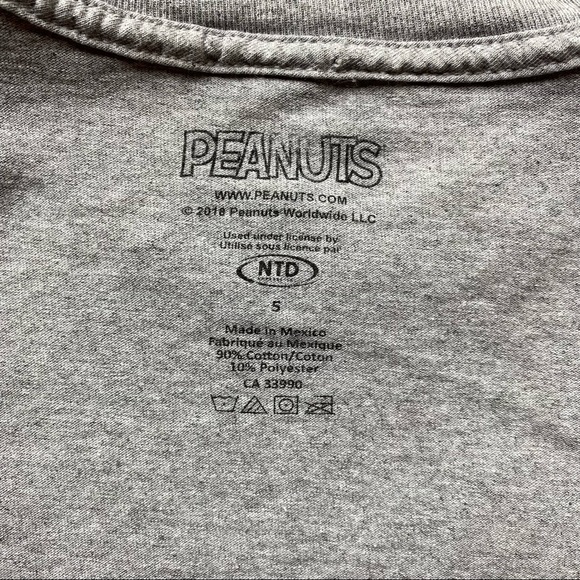 PEANUTS
WWW.PEANUTS.COM
© 2018 Peanuts Worldwide LLC
Used under license by
Utilisé sous licence par
NTD
S
Made in Mexico
Fabriqué au Mexique
90% Cotton/Coton
10% Polyester
CA 33990